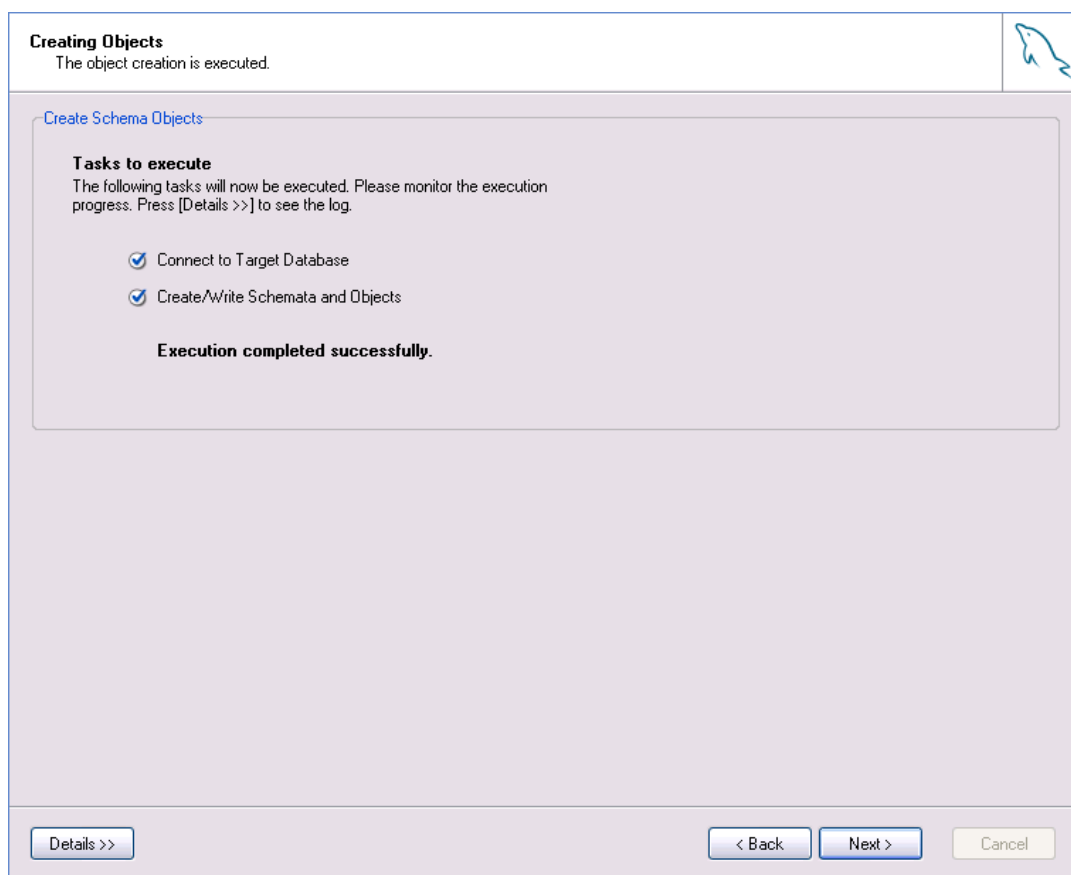 Creating Objects
The object creation is executed.
Create Schema Objects
Tasks to execute
The following tasks will now be executed. Please monitor the execution
progress. Press [Details >>] to see the log.
Connect to Target Database
Create/Write Schemata and Objects
Execution completed successfully.
Details >>
< Back
Next >
Cancel